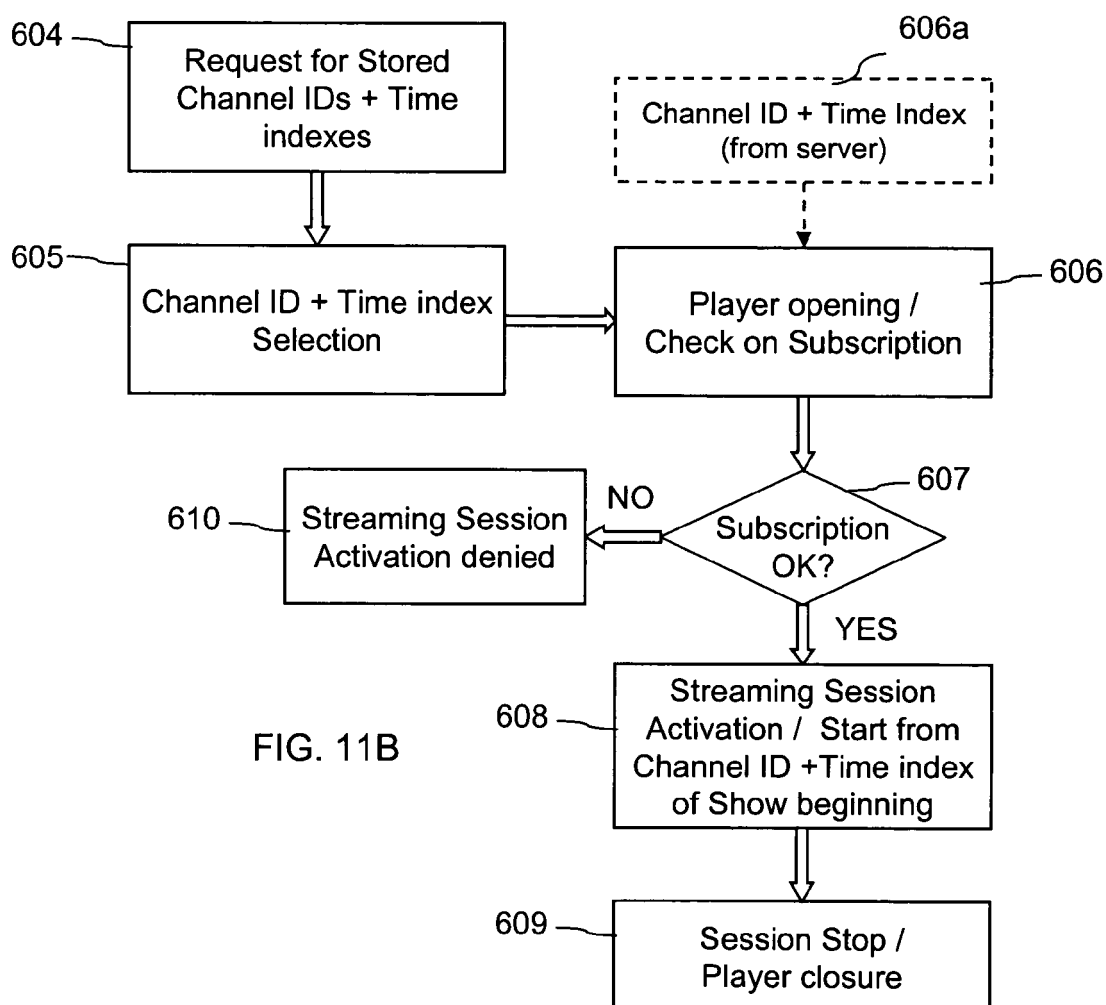 604
Request for Stored
Channel IDs + Time
indexes
606a
Channel ID + Time Index
(from server)
605
Channel ID + Time index
Selection
606
Player opening /
Check on Subscription
607
Subscription
OK?
NO
610
Streaming Session
Activation denied
YES
608
Streaming Session
Activation / Start from
Channel ID +Time index
of Show beginning
FIG. 11B
609
Session Stop /
Player closure